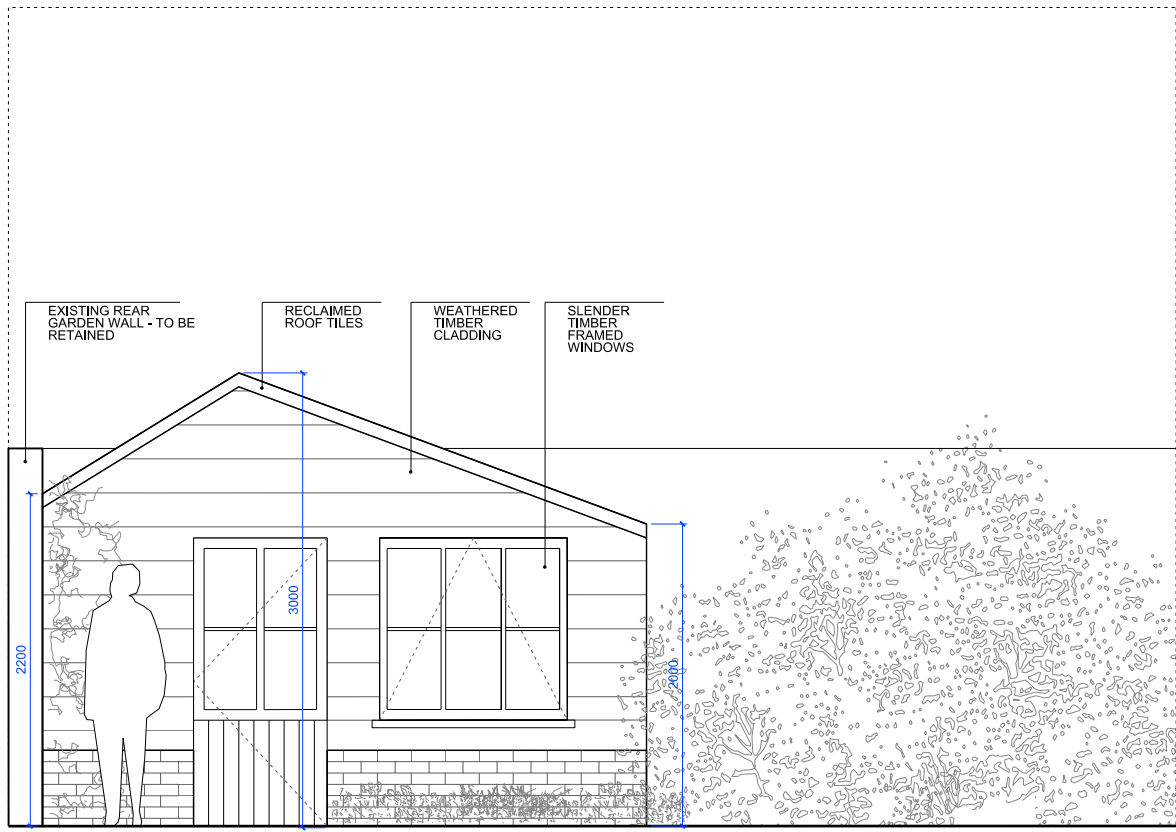 EXISTING REAR
GARDEN WALL - TO BE
RETAINED
RECLAIMED
ROOF TILES
WEATHERED
TIMBER
CLADDING
SLENDER
TIMBER
FRAMED
WINDOWS
2200
3000
2000